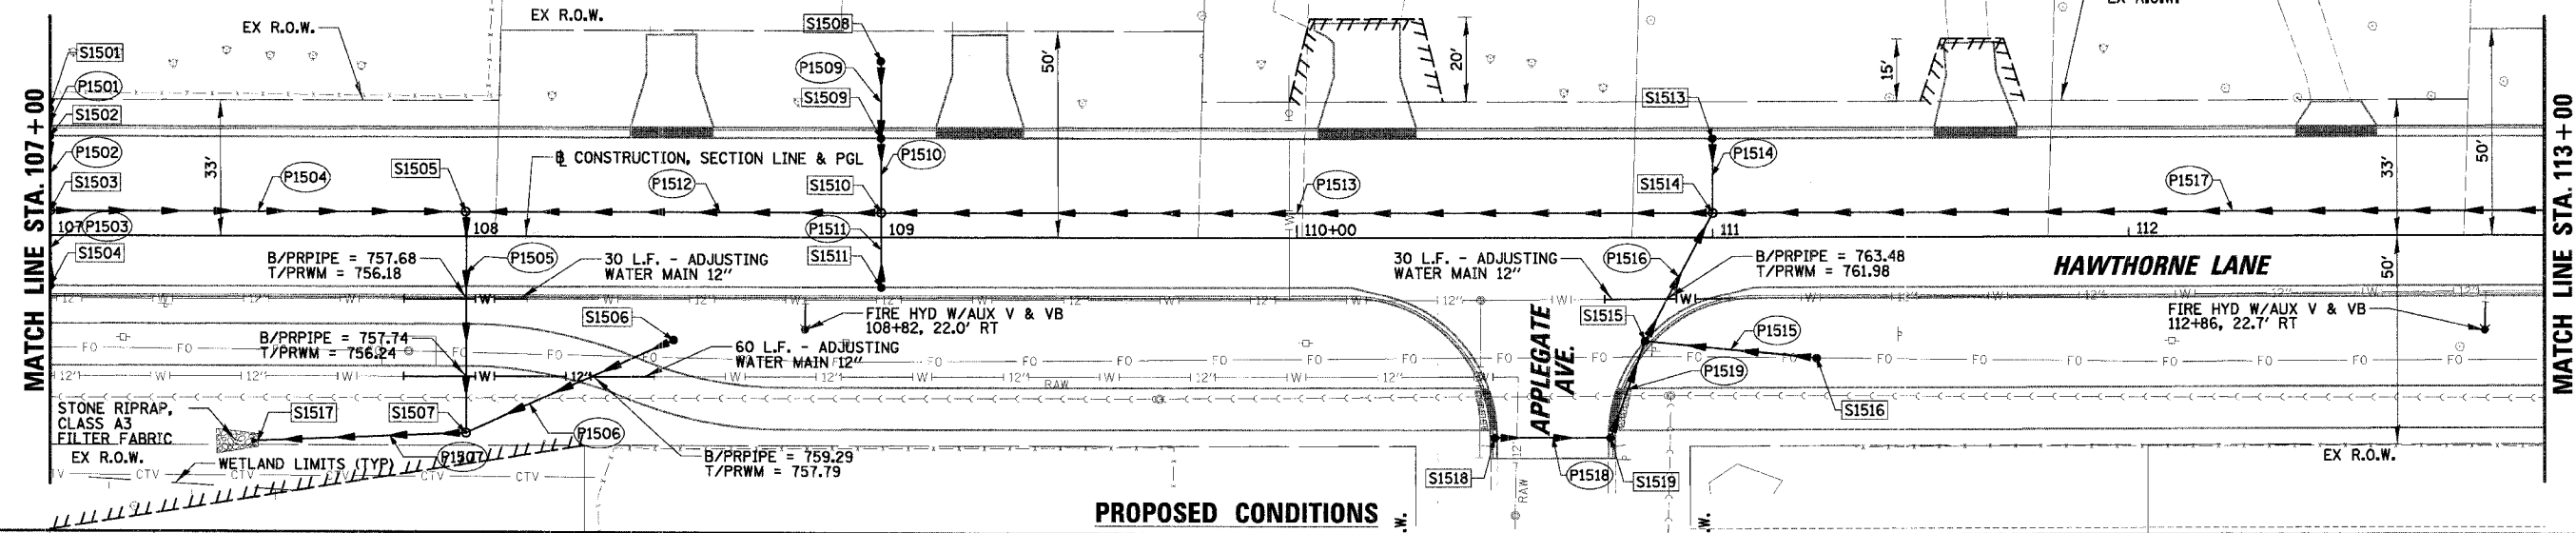 EX R.O.W.
EX R.O.W.
S1508
S1501
P1501
S1502
P1502
S1503
P1503
S1504
MATCH LINE STA. 107+00
33'
P1504
S1505
℄ CONSTRUCTION, SECTION LINE & PGL
P1512
P1509
S1509
P1510
S1510
P1511
S1511
50'
20'
P1513
S1513
P1514
S1514
15'
P1517
33'
50'
50'
MATCH LINE STA. 113+00
107
108
109
110+00
111
112
B/PRPIPE = 757.68
T/PRWM = 756.18
P1505
30 L.F. - ADJUSTING
WATER MAIN 12"
30 L.F. - ADJUSTING
WATER MAIN 12"
P1516
B/PRPIPE = 763.48
T/PRWM = 761.98
HAWTHORNE LANE
FIRE HYD W/AUX V & VB
108+82, 22.0' RT
FIRE HYD W/AUX V & VB
112+86, 22.7' RT
S1506
B/PRPIPE = 757.74
T/PRWM = 756.24
60 L.F. - ADJUSTING
WATER MAIN 12"
S1515
P1515
P1519
S1516
APPLEGATE
AVE.
RAW
STONE RIPRAP,
CLASS A3
FILTER FABRIC
S1517
S1507
P1506
P1507
EX R.O.W.
WETLAND LIMITS (TYP)
CTV CTV CTV CTV
B/PRPIPE = 759.29
T/PRWM = 757.79
S1518
P1518
S1519
RAW
EX R.O.W.
PROPOSED CONDITIONS